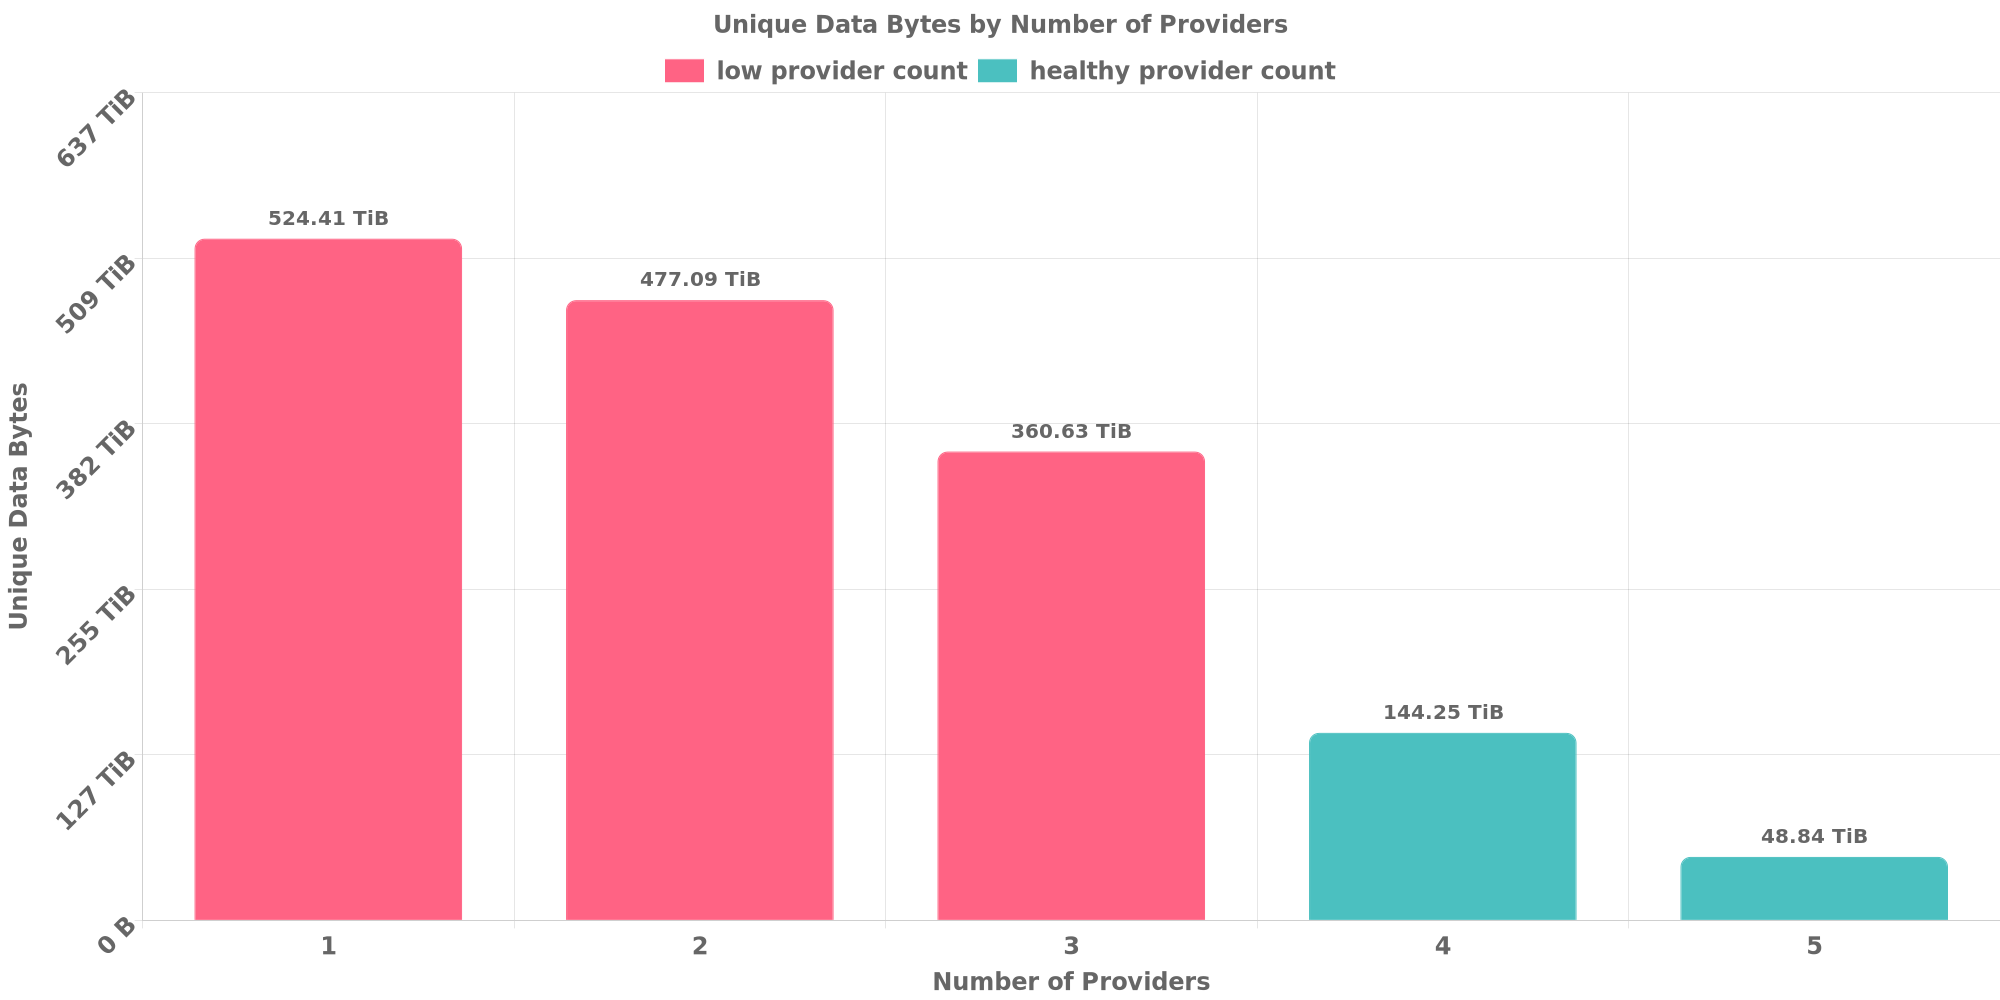 Unique Data Bytes by Number of Providers
low provider count healthy provider count
637 TiB
509 TiB
382 TiB
255 TiB
127 TiB
0 B
Unique Data Bytes
524.41 TiB
477.09 TiB
360.63 TiB
144.25 TiB
48.84 TiB
1 2 3 4 5
Number of Providers